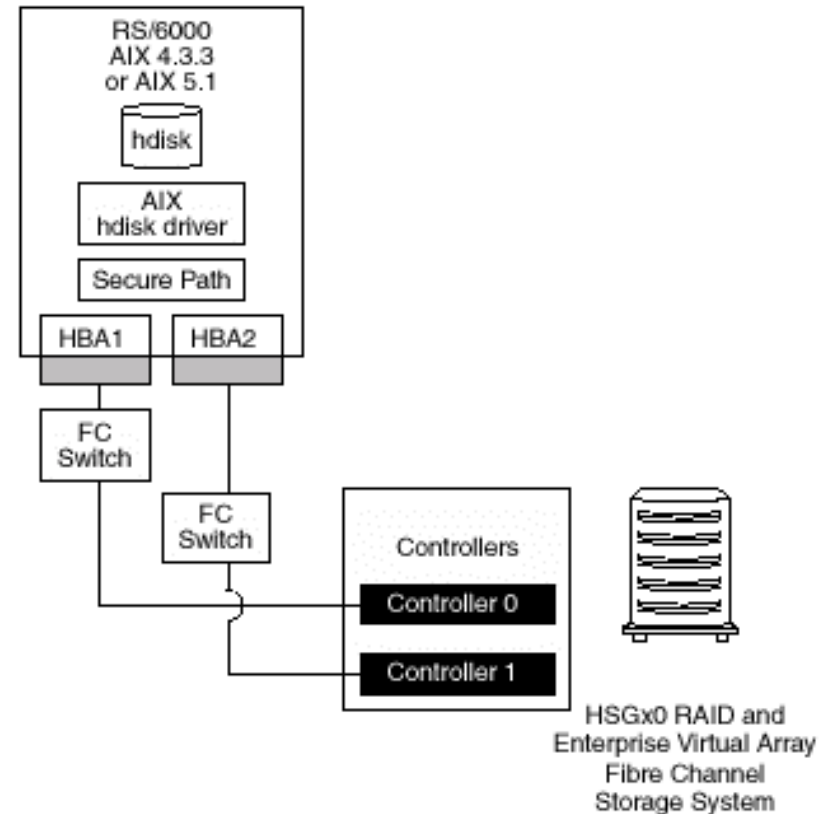 RS/6000
AIX 4.3.3
or AIX 5.1
hdisk
AIX
hdisk driver
Secure Path
HBA1
HBA2
FC
Switch
FC
Switch
Controllers
Controller 0
Controller 1
HSGx0 RAID and
Enterprise Virtual Array
Fibre Channel
Storage System